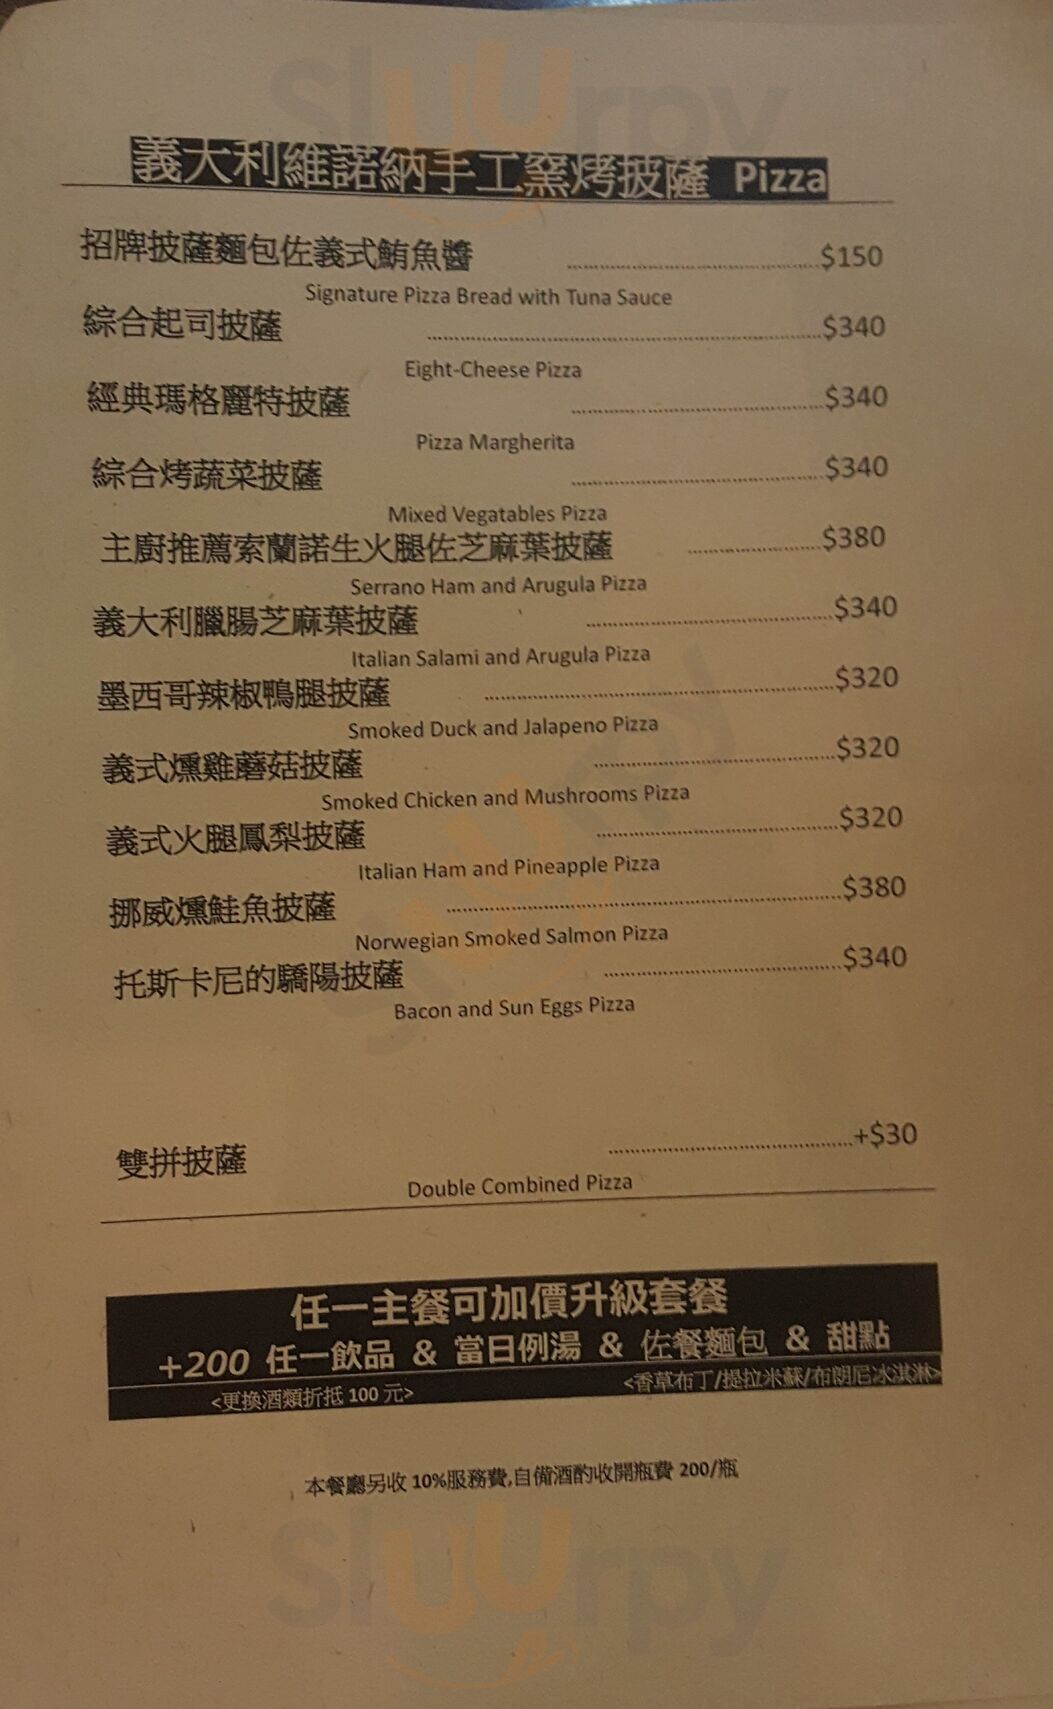 義大利維諾納手工窯烤披薩 Pizza
招牌披薩麵包佐義式鮪魚醬 ........................$150
Signature Pizza Bread with Tuna Sauce
綜合起司披薩 ........................$340
Eight-Cheese Pizza
經典瑪格麗特披薩 ........................$340
Pizza Margherita
綜合烤蔬菜披薩 ........................$340
Mixed Vegatables Pizza
主廚推薦索蘭諾生火腿佐芝麻葉披薩 ........................$380
Serrano Ham and Arugula Pizza
義大利臘腸芝麻葉披薩 ........................$340
Italian Salami and Arugula Pizza
墨西哥辣椒鴨腿披薩 ........................$320
Smoked Duck and Jalapeno Pizza
義式燻雞蘑菇披薩 ........................$320
Smoked Chicken and Mushrooms Pizza
義式火腿鳳梨披薩 ........................$320
Italian Ham and Pineapple Pizza
挪威燻鮭魚披薩 ........................$380
Norwegian Smoked Salmon Pizza
托斯卡尼的驕陽披薩 ........................$340
Bacon and Sun Eggs Pizza
雙拼披薩 ........................+$30
Double Combined Pizza
任一主餐可加價升級套餐
+200 任一飲品 & 當日例湯 & 佐餐麵包 & 甜點
<更換酒類折抵 100 元> <香草布丁/提拉米蘇/布朗尼冰淇淋>
本餐廳另收 10%服務費,自備酒酌收開瓶費 200/瓶
Sluurpy
Sluurpy
Sluurpy